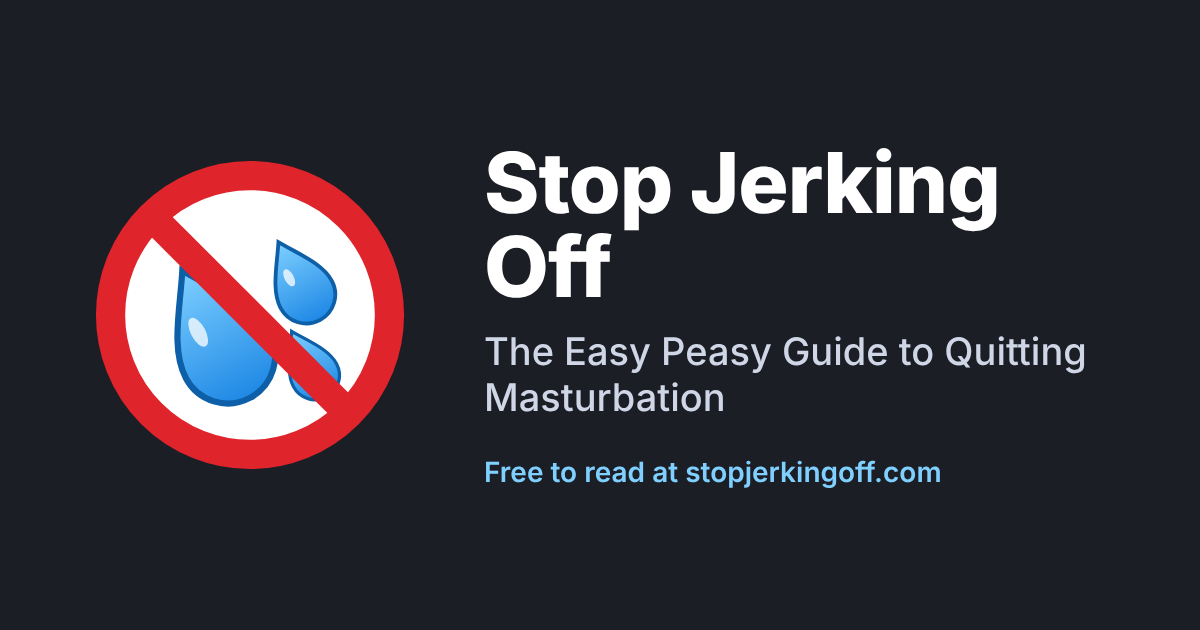 Stop Jerking
Off
The Easy Peasy Guide to Quitting
Masturbation
Free to read at stopjerkingoff.com